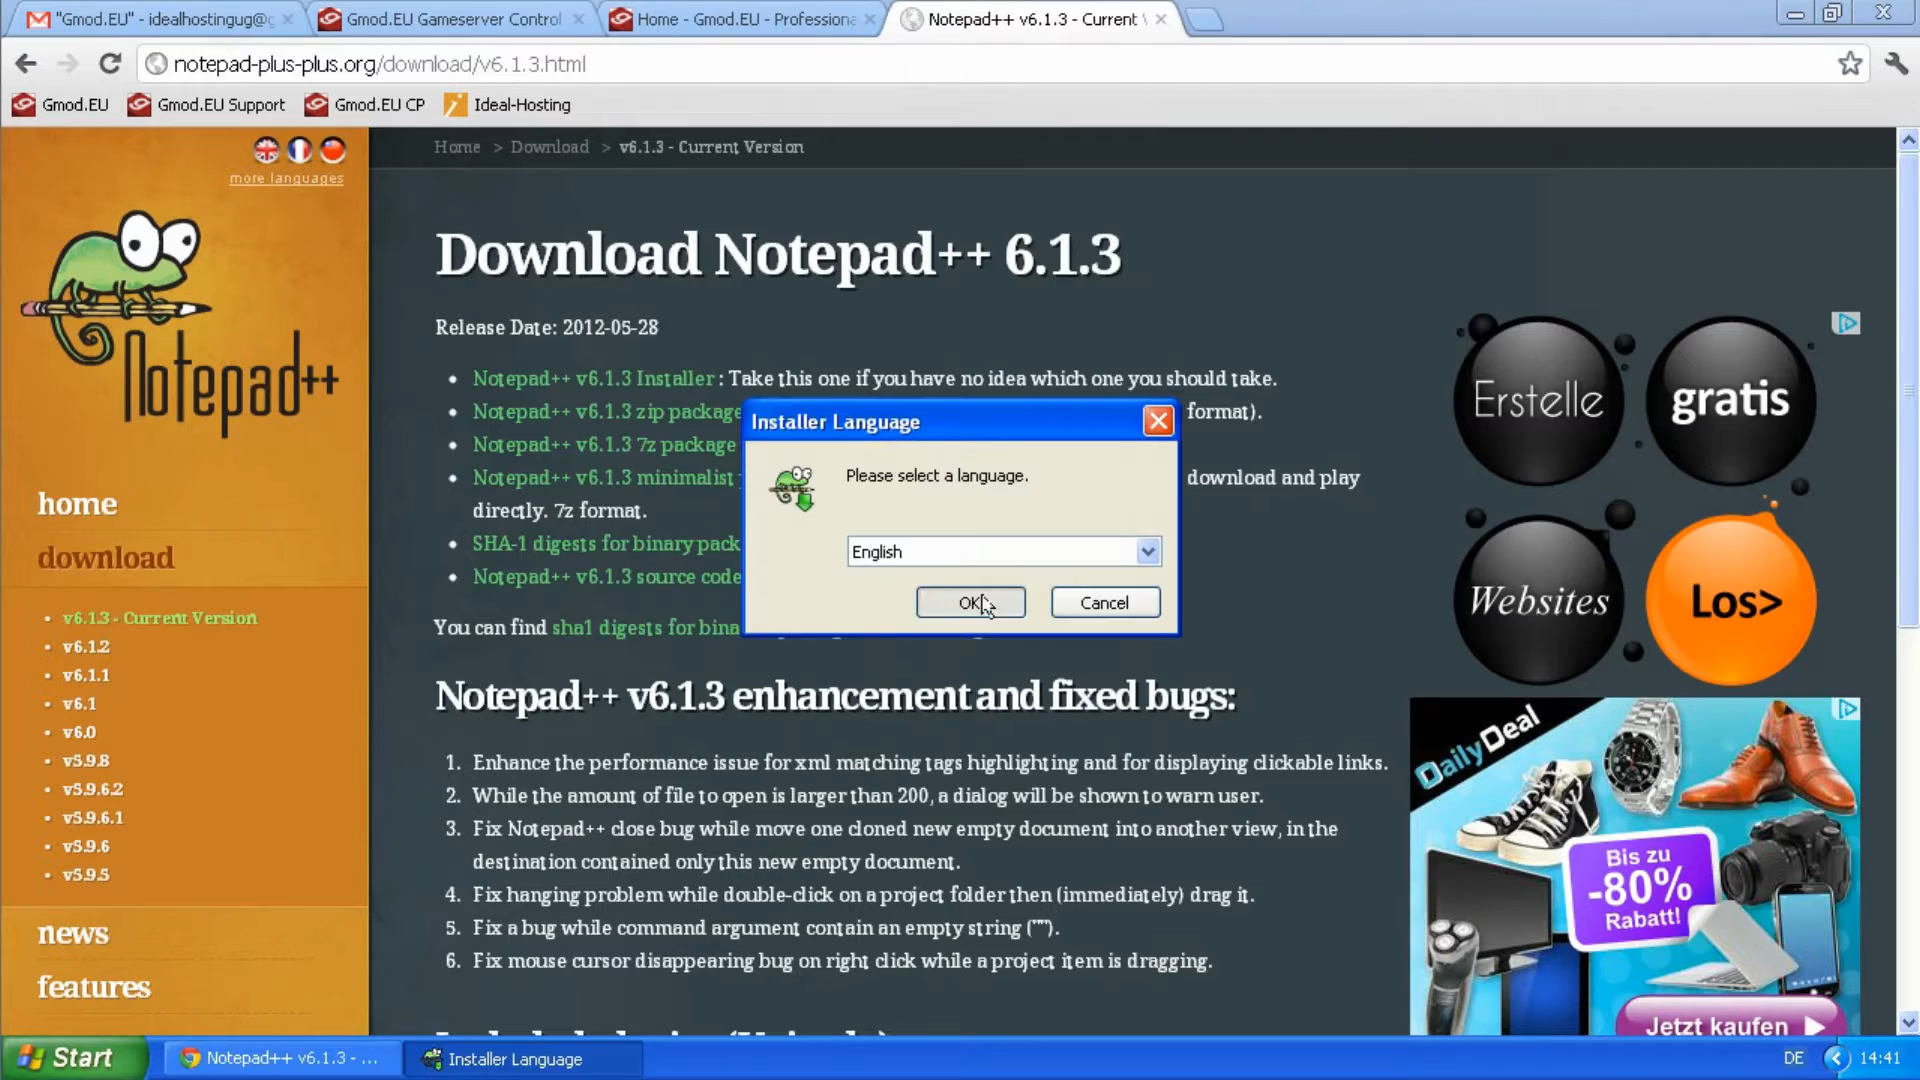 "Gmod.EU" - idealhostingug@g
Gmod.EU Gameserver Control
Home - Gmod.EU - Professiona
Notepad++ v6.1.3 - Current
notepad-plus-plus.org/download/v6.1.3.html
Gmod.EU
Gmod.EU Support
Gmod.EU CP
Ideal-Hosting
more languages
Notepad++
home
download
v6.1.3 - Current Version
v6.1.2
v6.1.1
v6.1
v6.0
v5.9.8
v5.9.6.2
v5.9.6.1
v5.9.6
v5.9.5
news
features
Home > Download > v6.1.3 - Current Version
Download Notepad++ 6.1.3
Release Date: 2012-05-28
Notepad++ v6.1.3 Installer : Take this one if you have no idea which one you should take.
Notepad++ v6.1.3 zip package format).
Notepad++ v6.1.3 7z package
Notepad++ v6.1.3 minimalist download and play
directly. 7z format.
SHA-1 digests for binary pack
Notepad++ v6.1.3 source code
You can find sha1 digests for bina
Installer Language
Please select a language.
English
OK
Cancel
Notepad++ v6.1.3 enhancement and fixed bugs:
1. Enhance the performance issue for xml matching tags highlighting and for displaying clickable links.
2. While the amount of file to open is larger than 200, a dialog will be shown to warn user.
3. Fix Notepad++ close bug while move one cloned new empty document into another view, in the
destination contained only this new empty document.
4. Fix hanging problem while double-click on a project folder then (immediately) drag it.
5. Fix a bug while command argument contain an empty string ("").
6. Fix mouse cursor disappearing bug on right click while a project item is dragging.
Erstelle
gratis
Websites
Los>
DailyDeal
Bis zu
-80%
Rabatt!
Jetzt kaufen
Start
Notepad++ v6.1.3 - ...
Installer Language
DE
14:41